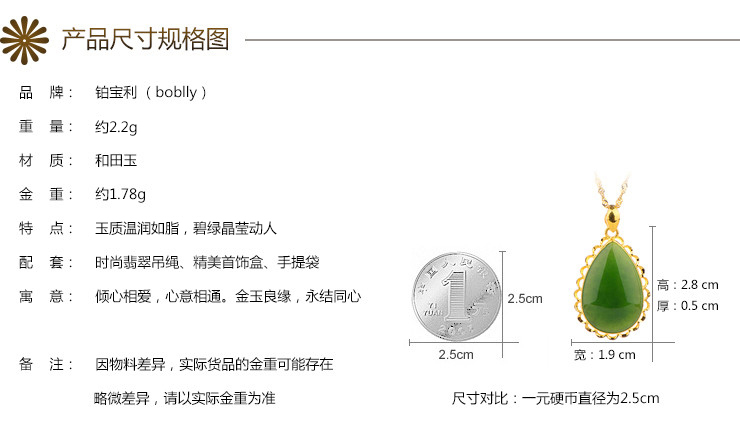 产品尺寸规格图
品 牌： 铂宝利（boblly）
重 量： 约2.2g
材 质： 和田玉
金 重： 约1.78g
特 点： 玉质温润如脂，碧绿晶莹动人
配 套： 时尚翡翠吊绳、精美首饰盒、手提袋
寓 意： 倾心相爱，心意相通。金玉良缘，永结同心
备 注： 因物料差异，实际货品的金重可能存在
略微差异，请以实际金重为准
1
YI
YUAN
2.5cm
2.5cm
高：2.8 cm
厚：0.5 cm
宽：1.9 cm
尺寸对比：一元硬币直径为2.5cm